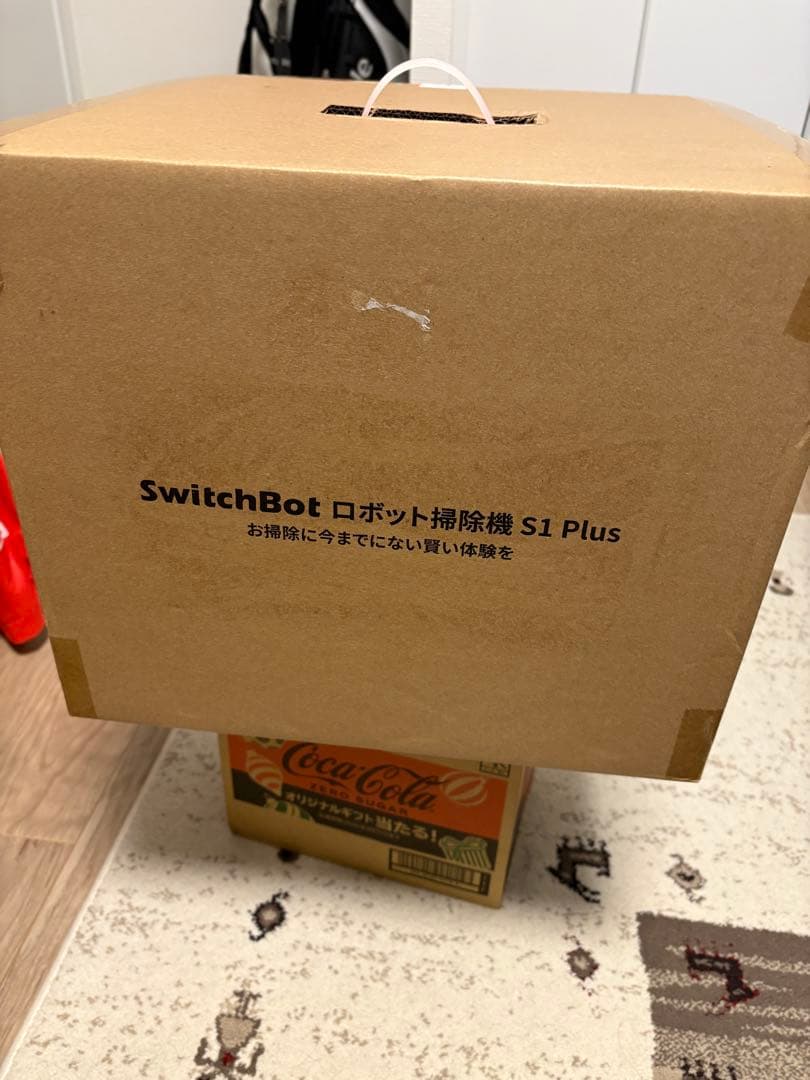 SwitchBot ロボット掃除機 S1 Plus
お掃除に今までにない賢い体験を
Coca-Cola
ZERO SUGAR
オリジナルギフト当たる!